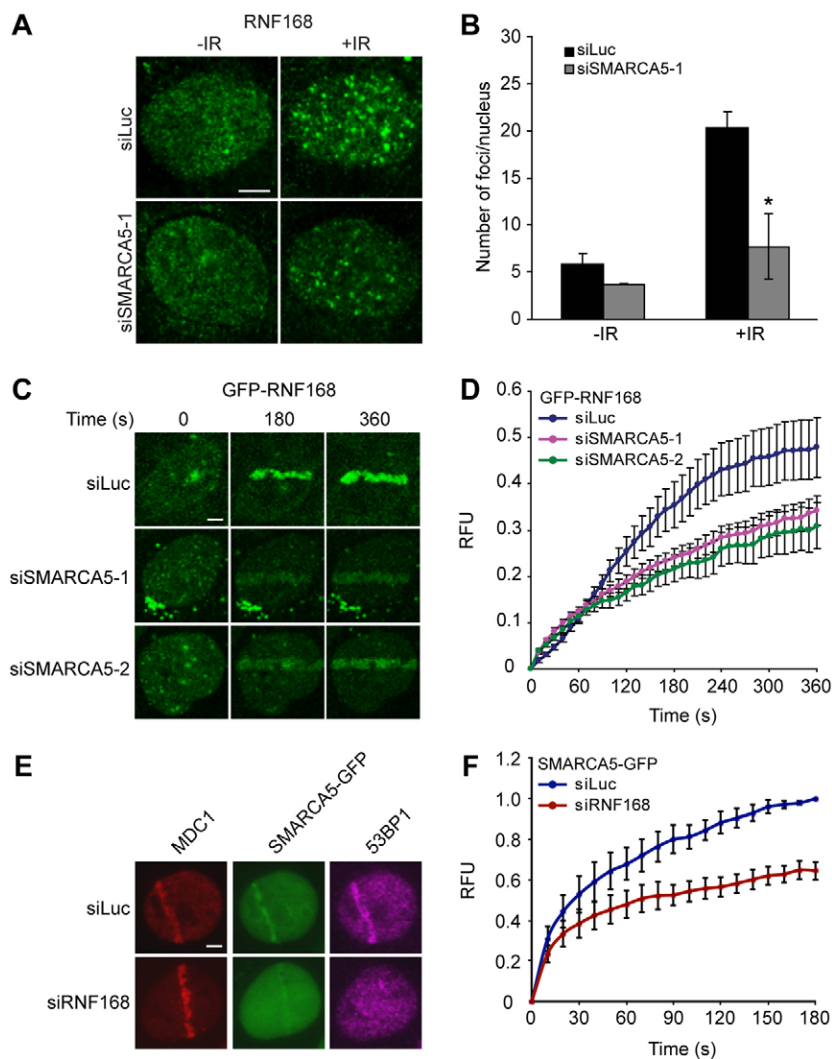 A
RNF168
-IR +IR
siLuc
siSMARCA5-1
B
siLuc
siSMARCA5-1
Number of foci/nucleus
30
25
20
15
10
5
0
*
-IR +IR
C
GFP-RNF168
Time (s) 0 180 360
siLuc
siSMARCA5-1
siSMARCA5-2
D
GFP-RNF168
siLuc
siSMARCA5-1
siSMARCA5-2
RFU
0.6
0.5
0.4
0.3
0.2
0.1
0
0 60 120 180 240 300 360
Time (s)
E
MDC1
SMARCA5-GFP
53BP1
siLuc
siRNF168
F
SMARCA5-GFP
siLuc
siRNF168
RFU
1.2
1.0
0.8
0.6
0.4
0.2
0
0 30 60 90 120 150 180
Time (s)